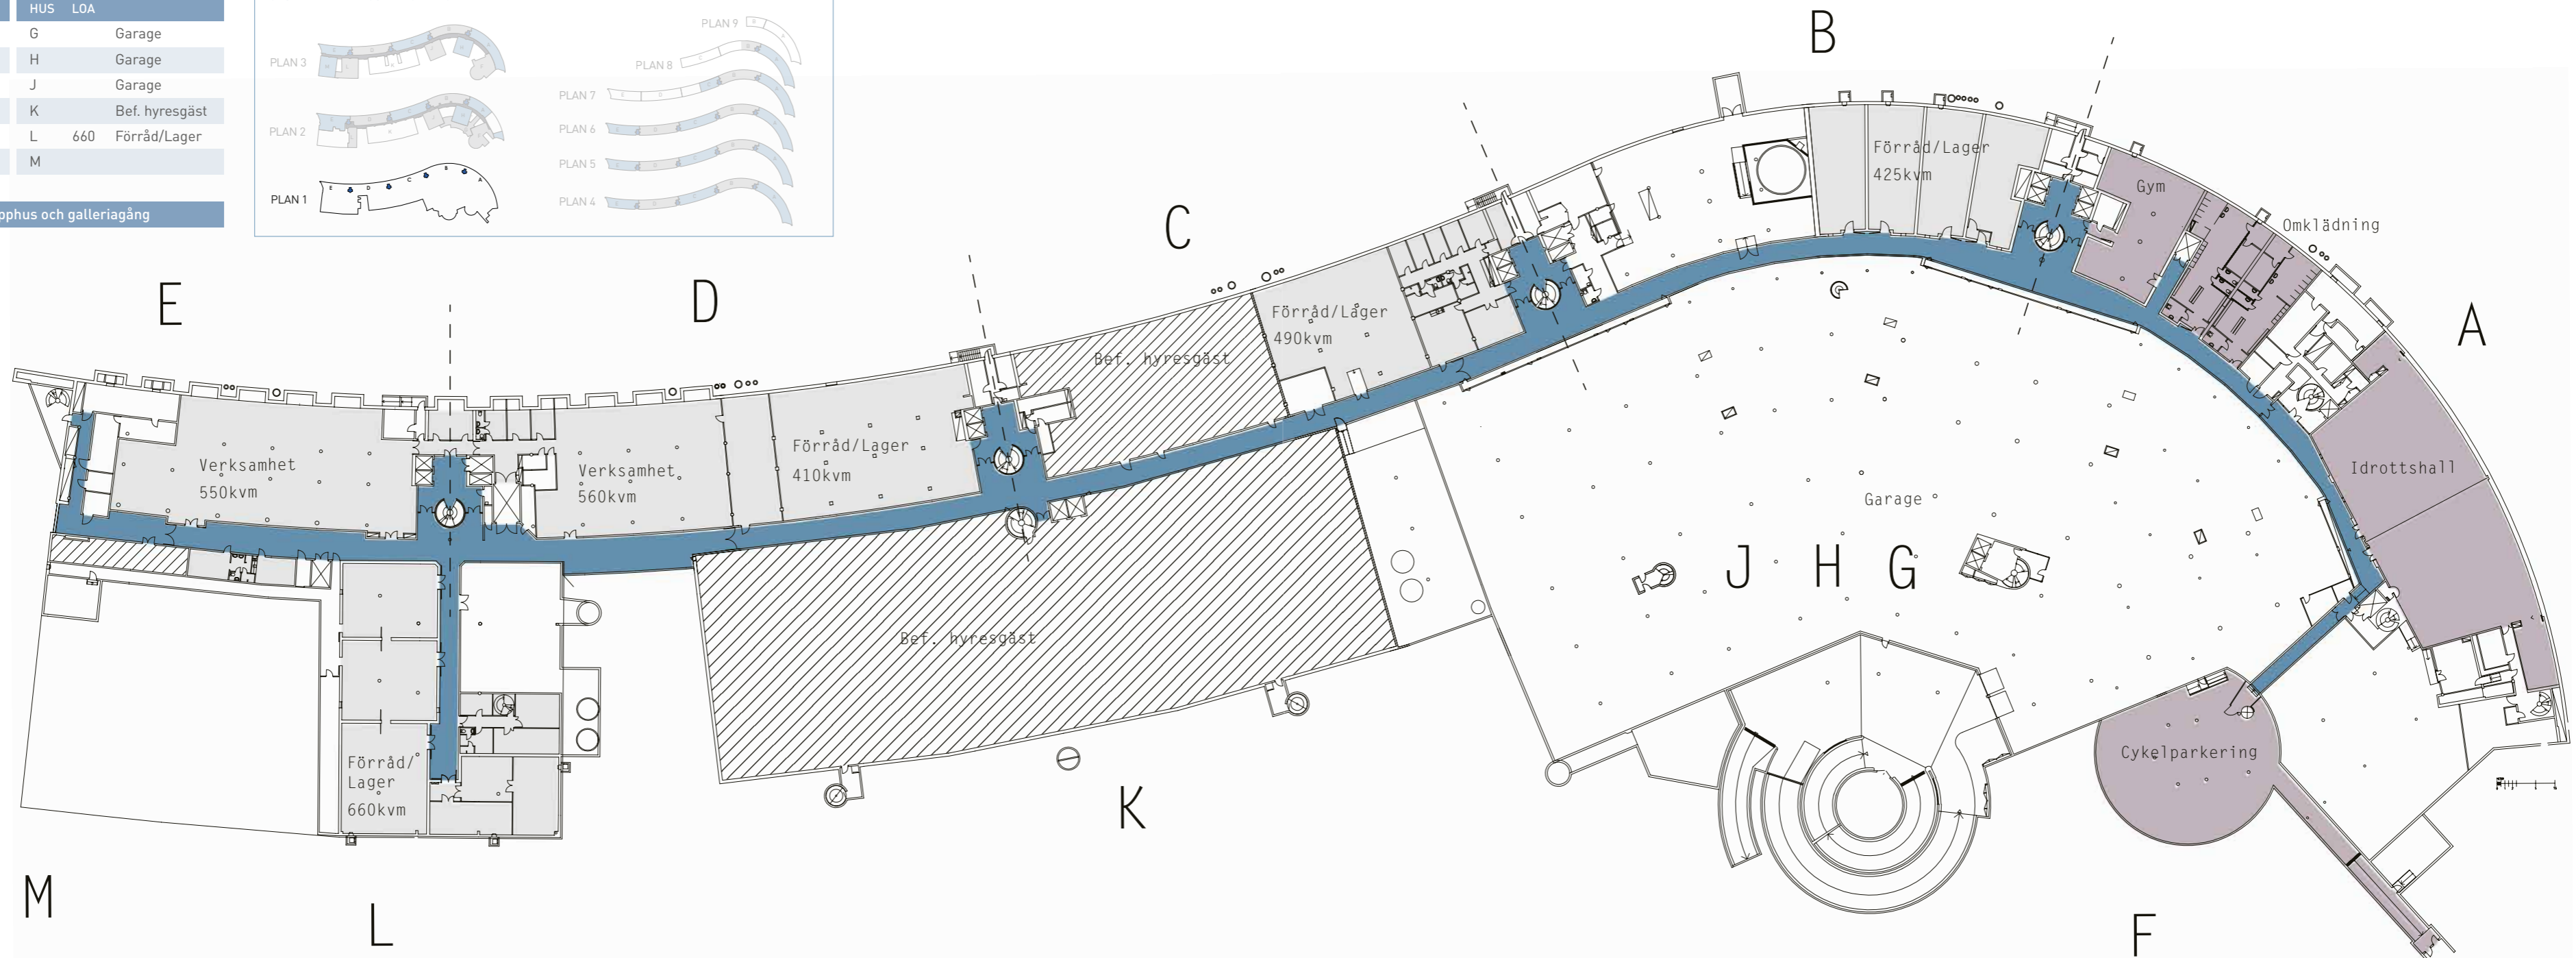 HUS LOA
G Garage
H Garage
J Garage
K Bef. hyresgäst
L 660 Förråd/Lager
M
pphus och galleriagång
PLAN 3
PLAN 2
PLAN 1
E D C B A
PLAN 9
PLAN 8
PLAN 7
PLAN 6
PLAN 5
PLAN 4
B
C
D
E
A
Förråd/Lager
425kvm
Gym
Omklädning
Förråd/Lager
490kvm
Bef. hyresgäst
Verksamhet
550kvm
Verksamhet
560kvm
Förråd/Lager
410kvm
Idrottshall
Garage
J H G
Bef. hyresgäst
Förråd/
Lager
660kvm
Cykelparkering
K
M
L
F